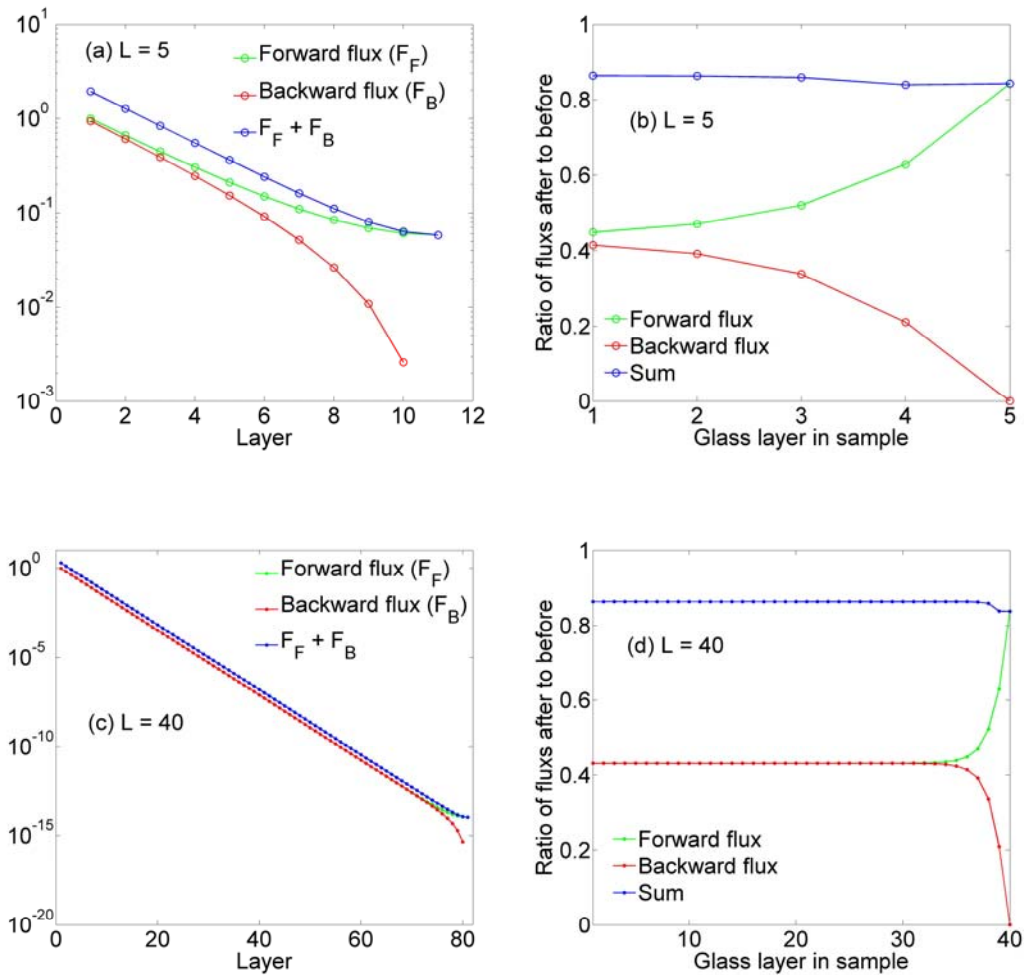 (a) L = 5
Forward flux (F_F)
Backward flux (F_B)
F_F + F_B
10^1
10^0
10^-1
10^-2
10^-3
0 2 4 6 8 10 12
Layer
(b) L = 5
Ratio of fluxs after to before
1
0.8
0.6
0.4
0.2
0
Forward flux
Backward flux
Sum
1 2 3 4 5
Glass layer in sample
10^0
10^-5
10^-10
10^-15
10^-20
Forward flux (F_F)
Backward flux (F_B)
F_F + F_B
(c) L = 40
0 20 40 60 80
Layer
Ratio of fluxs after to before
1
0.8
0.6
0.4
0.2
0
(d) L = 40
Forward flux
Backward flux
Sum
10 20 30 40
Glass layer in sample